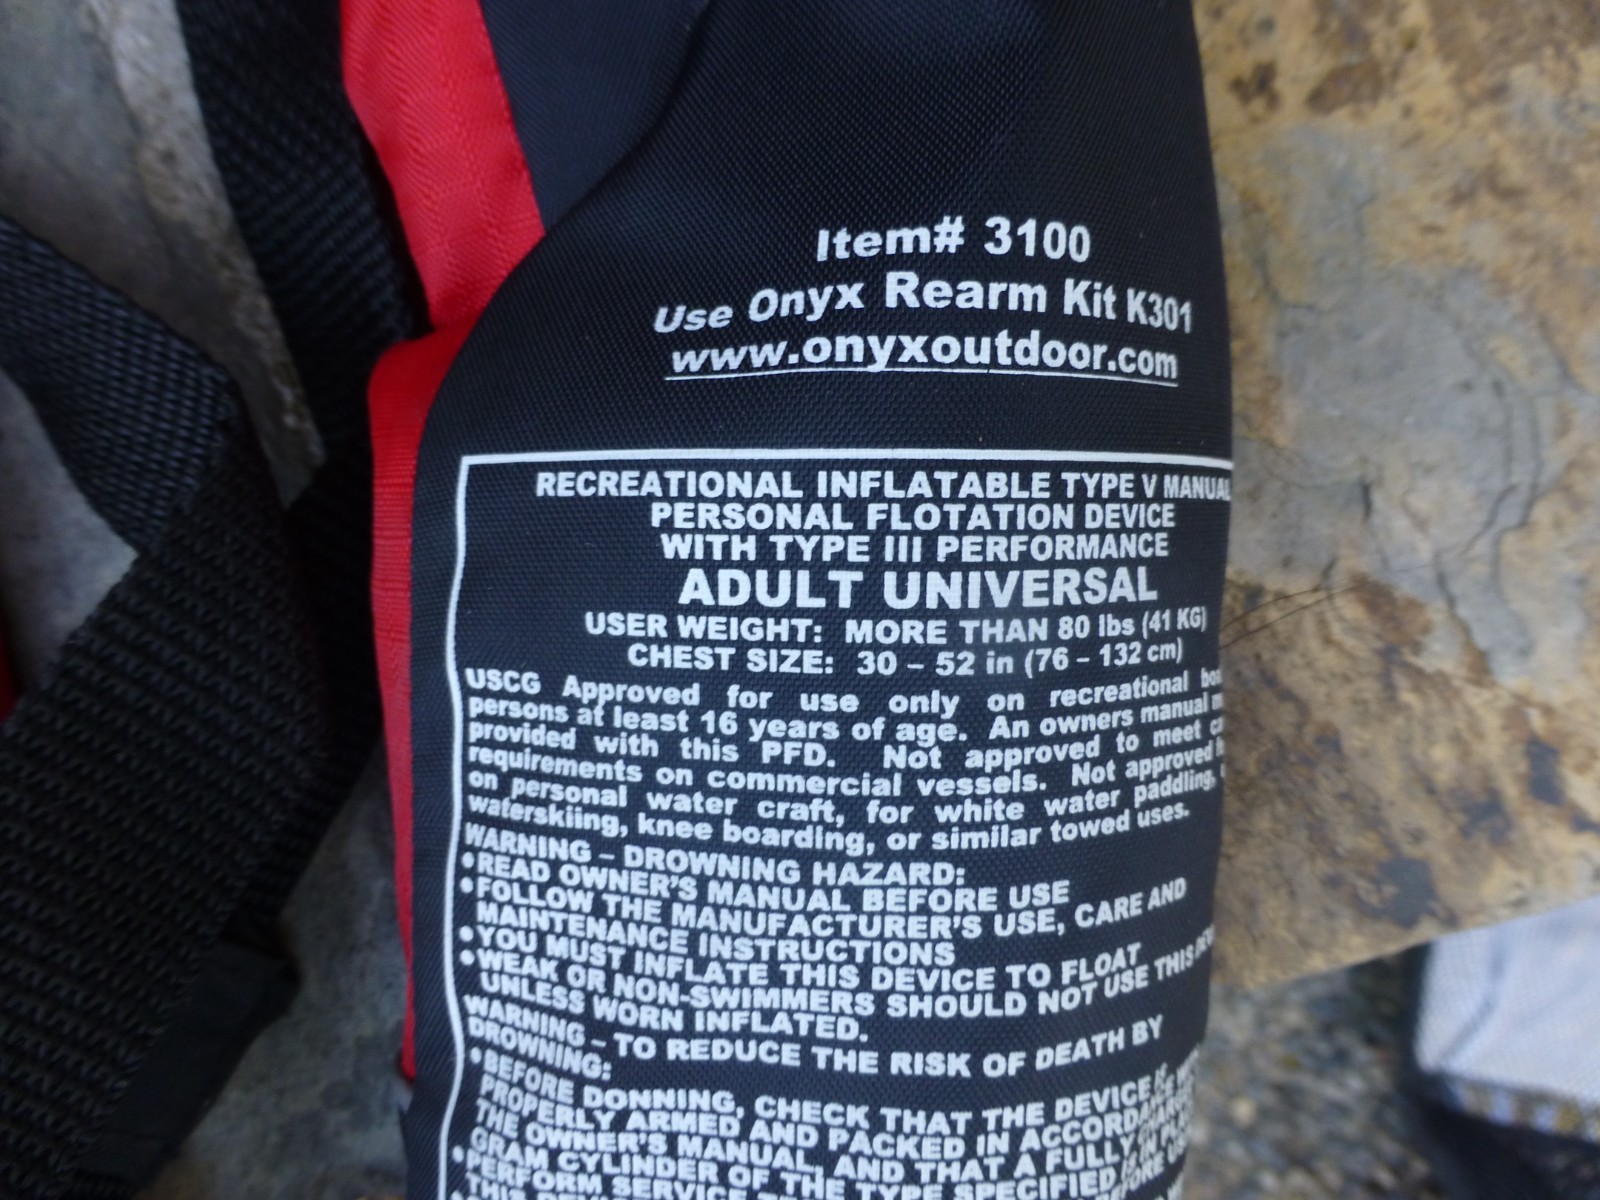 Item# 3100
Use Onyx Rearm Kit K301
www.onyxoutdoor.com
RECREATIONAL INFLATABLE TYPE V MANUAL
PERSONAL FLOTATION DEVICE
WITH TYPE III PERFORMANCE
ADULT UNIVERSAL
USER WEIGHT: MORE THAN 80 lbs (41 KG)
CHEST SIZE: 30 – 52 in (76 – 132 cm)
USCG Approved for use only on recreational
persons at least 16 years of age. An owners manual
provided with this PFD. Not approved to meet
requirements on commercial vessels. Not approved
on personal water craft, for white water paddling,
waterskiing, knee boarding, or similar towed uses.
WARNING – DROWNING HAZARD:
•READ OWNER'S MANUAL BEFORE USE
•FOLLOW THE MANUFACTURER'S USE, CARE AND
MAINTENANCE INSTRUCTIONS
•YOU MUST INFLATE THIS DEVICE TO FLOAT
•WEAK OR NON-SWIMMERS SHOULD NOT USE THIS
UNLESS WORN INFLATED.
WARNING – TO REDUCE THE RISK OF DEATH BY
DROWNING:
•BEFORE DONNING, CHECK THAT THE DEVICE IS
PROPERLY ARMED AND PACKED IN ACCORDANCE
THE OWNER'S MANUAL, AND THAT A FULLY
GRAM CYLINDER OF THE TYPE SPECIFIED IS IN
•PERFORM SERVICE BEFORE
THIS